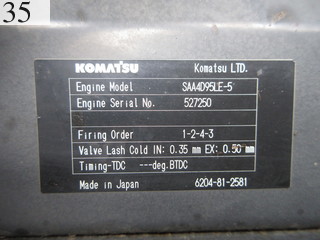 35
KOMATSU Komatsu LTD.
Engine Model SAA4D95LE-5
Engine Serial No. 527250
Firing Order 1-2-4-3
Valve Lash Cold IN: 0.35 mm EX: 0.50 mm
Timing-TDC ---deg.BTDC
Made in Japan 6204-81-2581